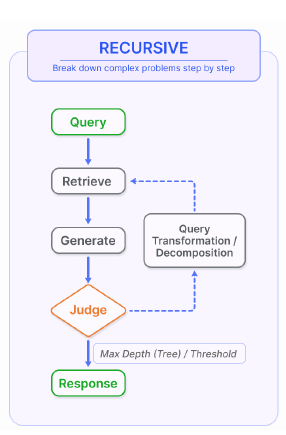 RECURSIVE
Break down complex problems step by step
Query
Retrieve
Generate
Query
Transformation /
Decomposition
Judge
Max Depth (Tree) / Threshold
Response